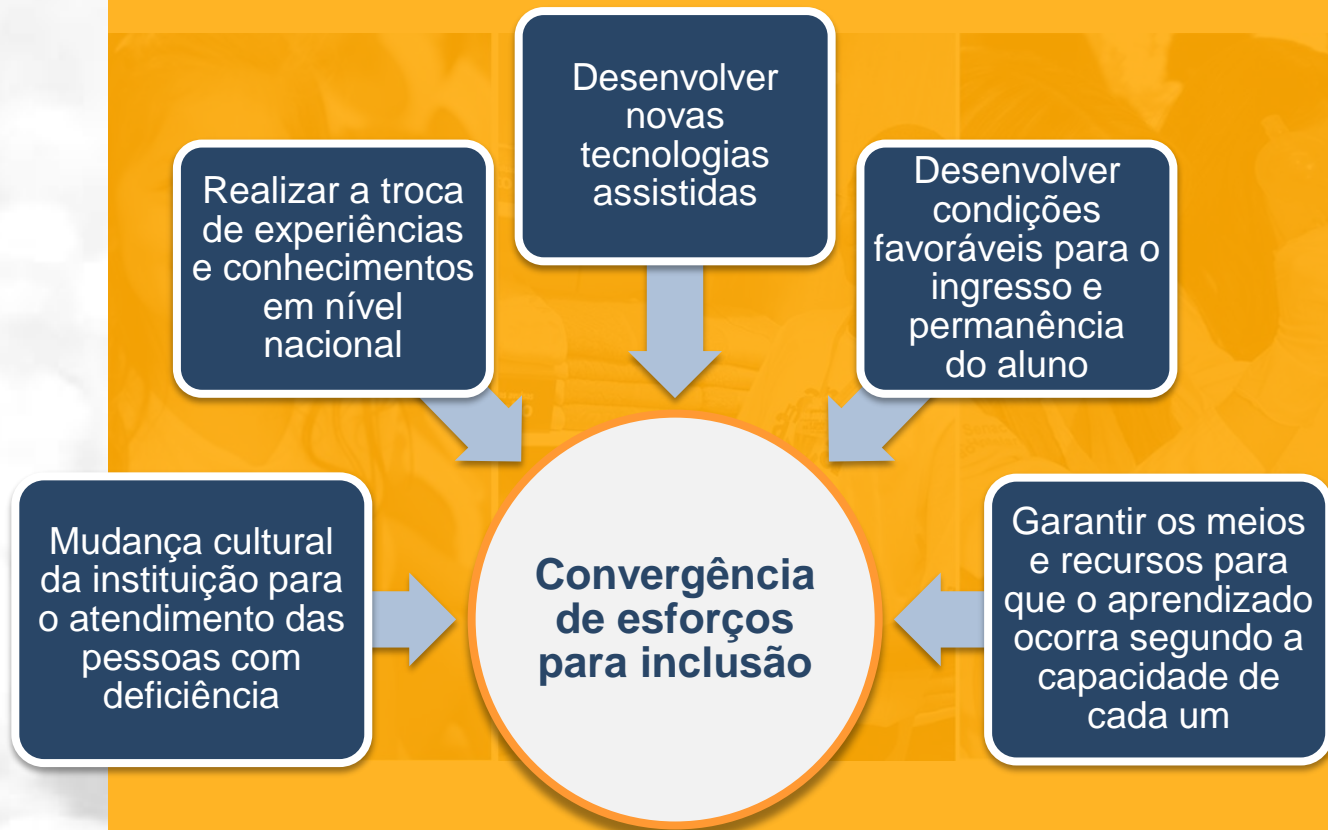 Desenvolver
novas
tecnologias
assistidas
Realizar a troca
de experiências
e conhecimentos
em nível
nacional
Desenvolver
condições
favoráveis para o
ingresso e
permanência
do aluno
Mudança cultural
da instituição para
o atendimento das
pessoas com
deficiência
Convergência
de esforços
para inclusão
Garantir os meios
e recursos para
que o aprendizado
ocorra segundo a
capacidade de
cada um